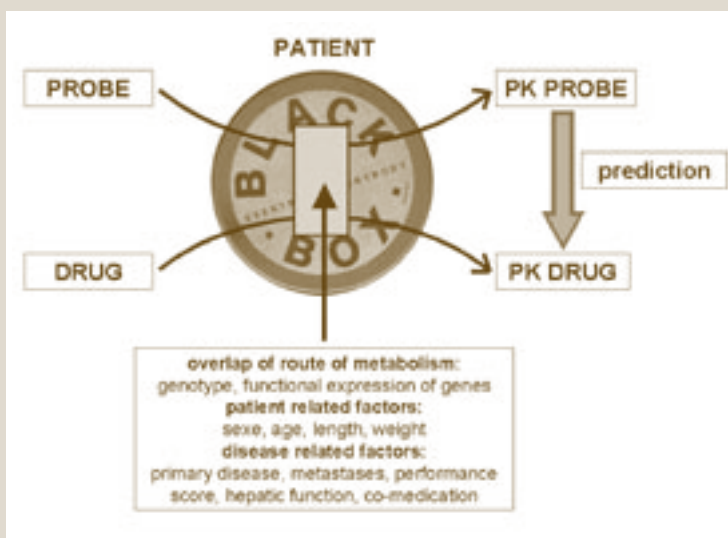 PATIENT
PROBE
PK PROBE
BLACK
BOX
prediction
DRUG
PK DRUG
overlap of route of metabolism:
genotype, functional expression of genes
patient related factors:
sexe, age, length, weight
disease related factors:
primary disease, metastases, performance
score, hepatic function, co-medication